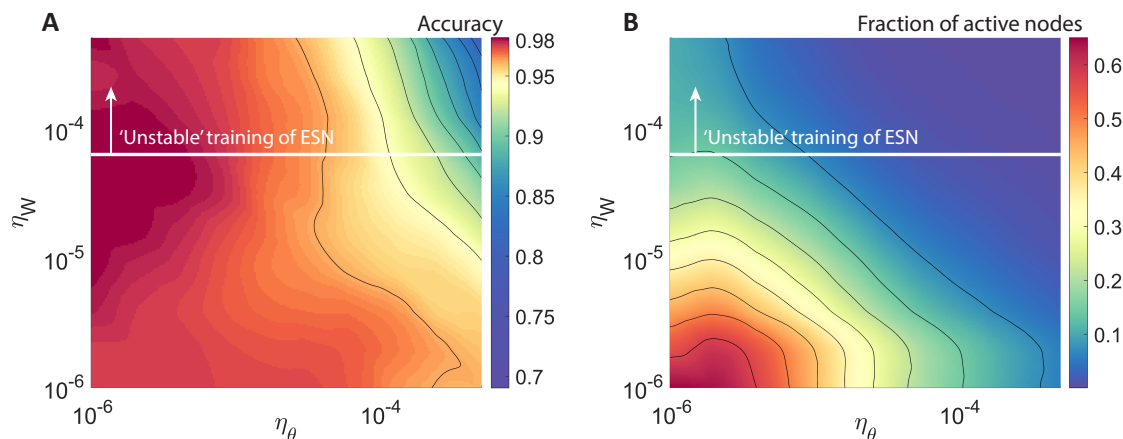 A
Accuracy
10⁻⁴
10⁻⁵
10⁻⁶
η_W
'Unstable' training of ESN
10⁻⁶
10⁻⁴
η_θ
0.98
0.95
0.9
0.85
0.8
0.75
0.7
B
Fraction of active nodes
10⁻⁴
10⁻⁵
10⁻⁶
η_W
'Unstable' training of ESN
10⁻⁶
10⁻⁴
η_θ
0.6
0.5
0.4
0.3
0.2
0.1